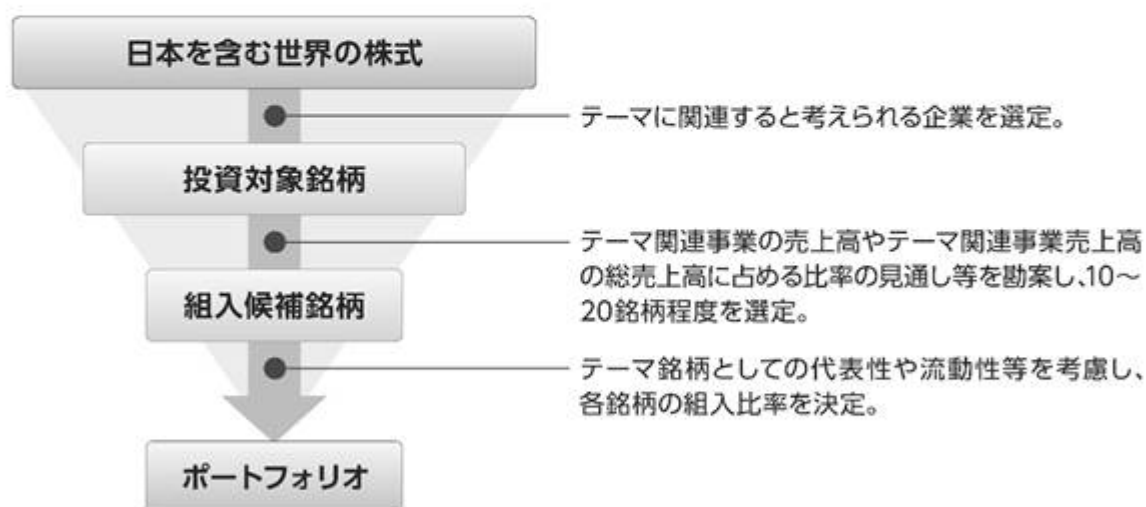 日本を含む世界の株式
テーマに関連すると考えられる企業を選定。
投資対象銘柄
テーマ関連事業の売上高やテーマ関連事業売上高
の総売上高に占める比率の見通し等を勘案し、10～
20銘柄程度を選定。
組入候補銘柄
テーマ銘柄としての代表性や流動性等を考慮し、
各銘柄の組入比率を決定。
ポートフォリオ